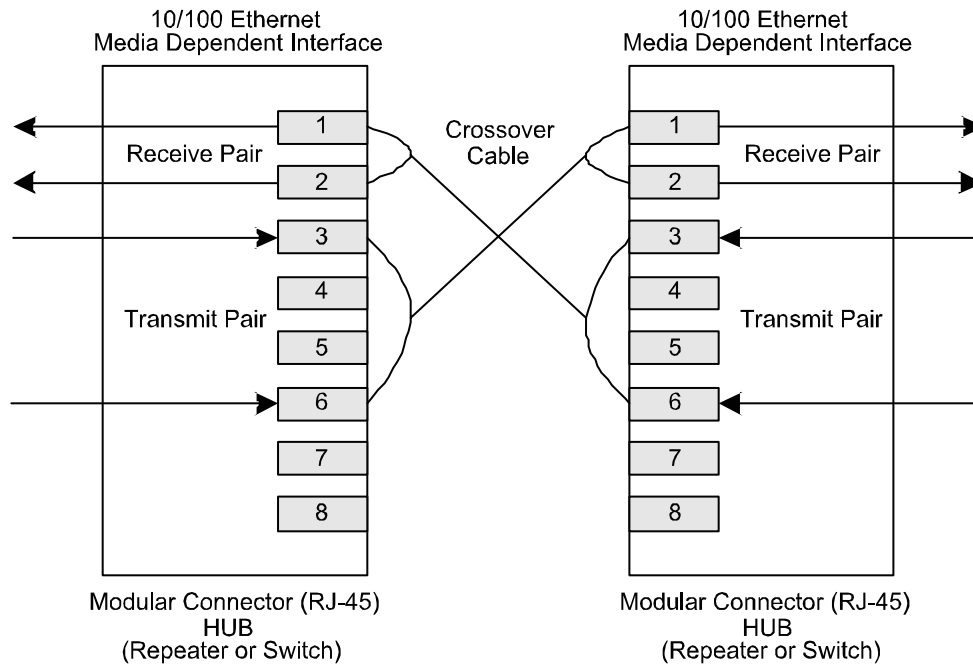 10/100 Ethernet
Media Dependent Interface
10/100 Ethernet
Media Dependent Interface
1
Receive Pair
2
3
4
Transmit Pair
5
6
7
8
Crossover
Cable
1
Receive Pair
2
3
4
Transmit Pair
5
6
7
8
Modular Connector (RJ-45)
HUB
(Repeater or Switch)
Modular Connector (RJ-45)
HUB
(Repeater or Switch)